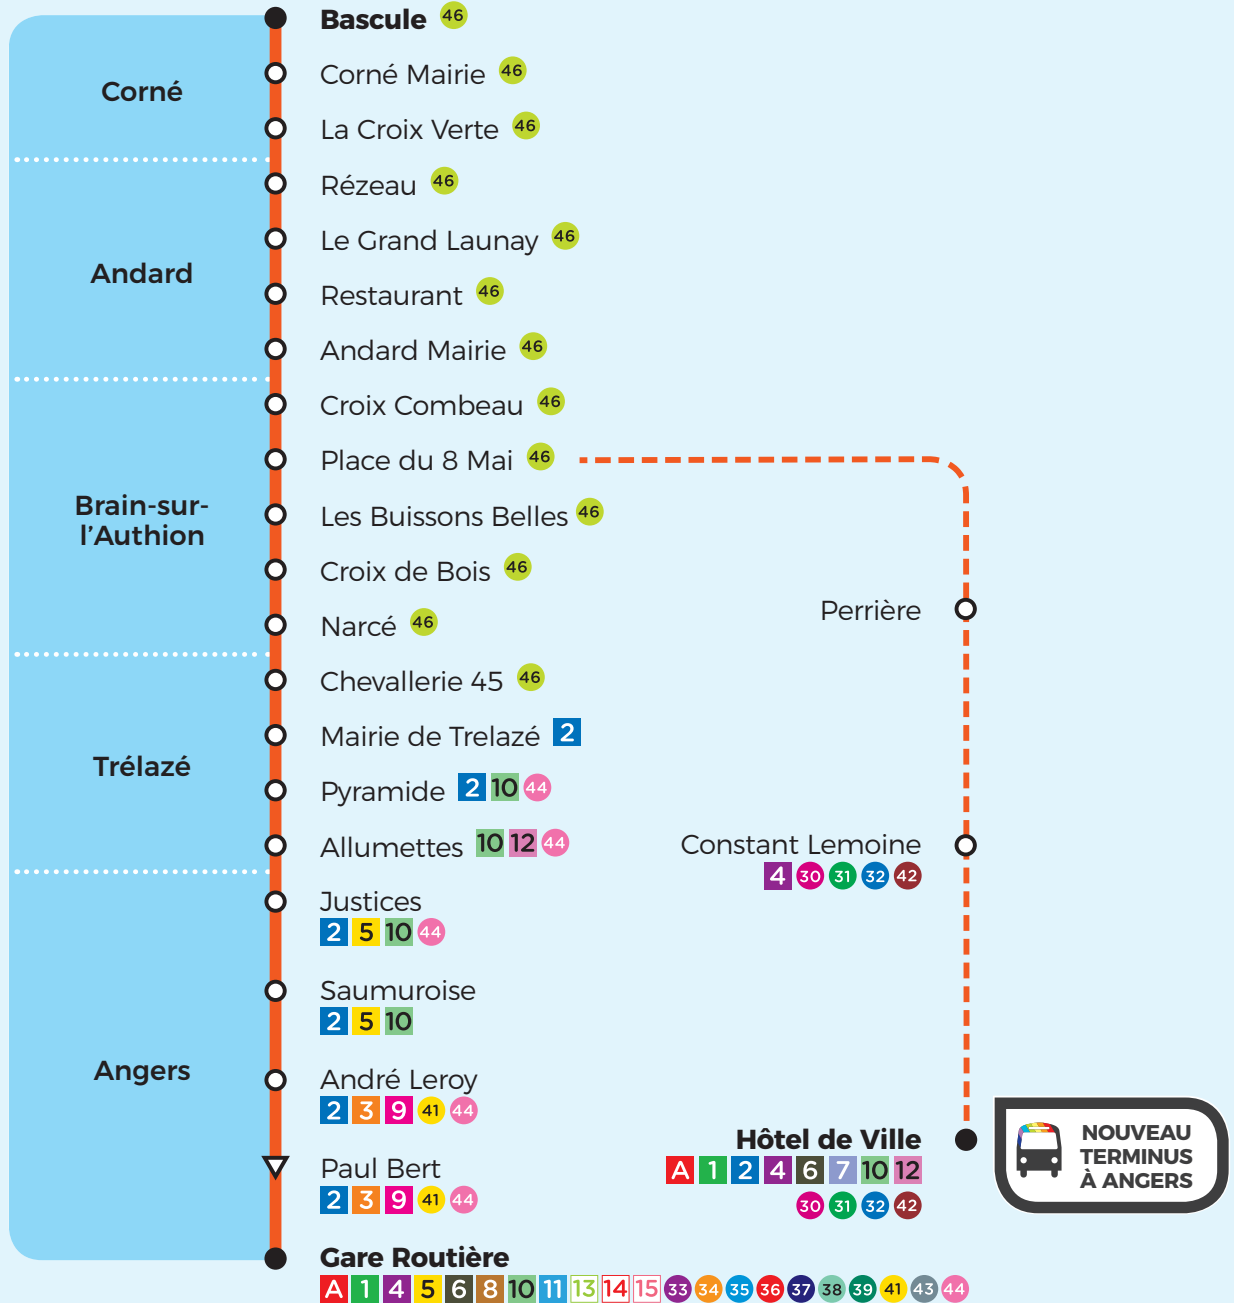 Bascule 46
Corné
Corné Mairie 46
La Croix Verte 46
Andard
Rézeau 46
Le Grand Launay 46
Restaurant 46
Andard Mairie 46
Brain-sur-
l'Authion
Croix Combeau 46
Place du 8 Mai 46
Les Buissons Belles 46
Croix de Bois 46
Narcé 46
Trélazé
Chevallerie 45 46
Mairie de Trelazé 2
Pyramide 2 10 44
Allumettes 10 12 44
Angers
Justices
2 5 10 44
Saumuroise
2 5 10
André Leroy
2 3 9 41 44
Paul Bert
2 3 9 41 44
Gare Routière
A 1 4 5 6 8 10 11 13 14 15 33 34 35 36 37 38 39 41 43 44
Perrière
Constant Lemoine
4 30 31 32 42
Hôtel de Ville
A 1 2 4 6 7 10 12
30 31 32 42
NOUVEAU
TERMINUS
À ANGERS